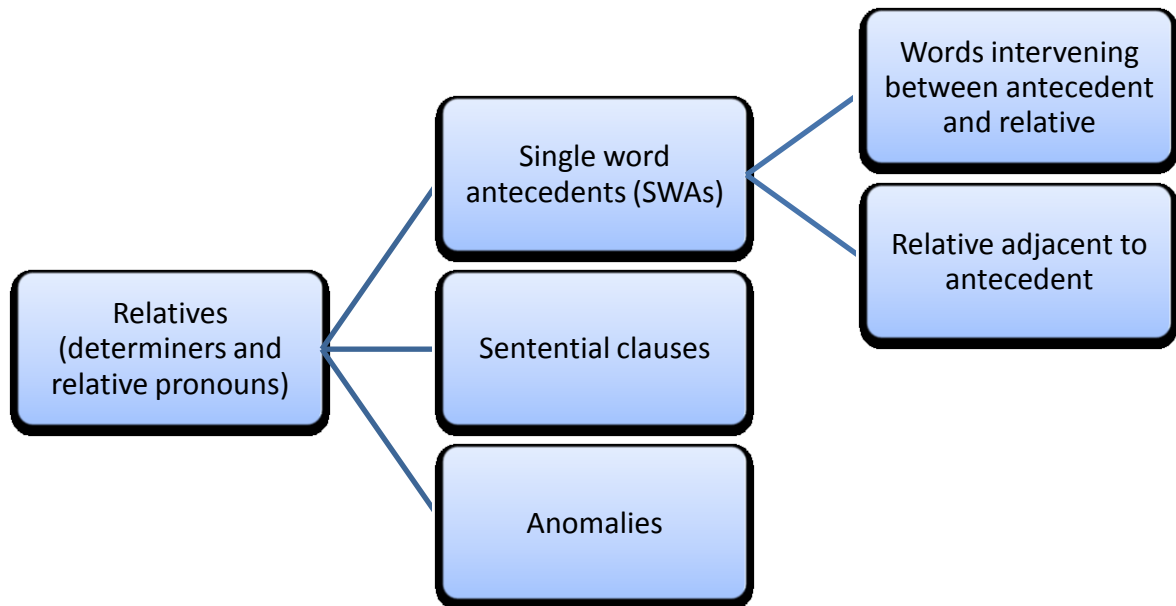 Relatives
(determiners and
relative pronouns)
Single word
antecedents (SWAs)
Sentential clauses
Anomalies
Words intervening
between antecedent
and relative
Relative adjacent to
antecedent